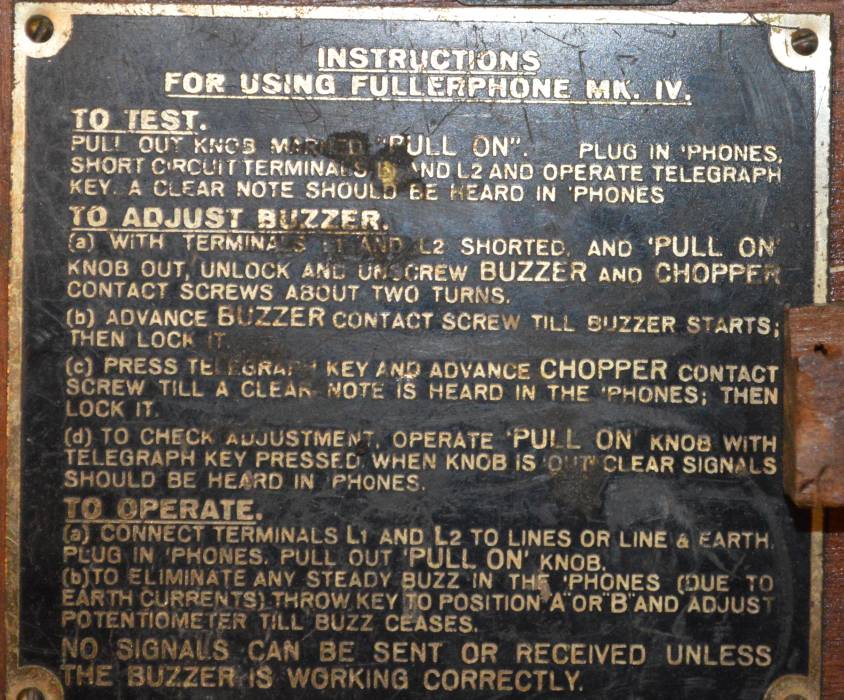 INSTRUCTIONS
FOR USING FULLERPHONE MK. IV.
TO TEST.
PULL OUT KNOB MARKED "PULL ON". PLUG IN 'PHONES,
SHORT CIRCUIT TERMINALS AND L2 AND OPERATE TELEGRAPH
KEY. A CLEAR NOTE SHOULD BE HEARD IN 'PHONES
TO ADJUST BUZZER.
(a) WITH TERMINALS L1 AND L2 SHORTED, AND 'PULL ON'
KNOB OUT, UNLOCK AND UNSCREW BUZZER AND CHOPPER
CONTACT SCREWS ABOUT TWO TURNS.
(b) ADVANCE BUZZER CONTACT SCREW TILL BUZZER STARTS;
THEN LOCK IT.
(c) PRESS TELEGRAPH KEY AND ADVANCE CHOPPER CONTACT
SCREW TILL A CLEAR NOTE IS HEARD IN THE 'PHONES; THEN
LOCK IT.
(d) TO CHECK ADJUSTMENT, OPERATE 'PULL ON' KNOB WITH
TELEGRAPH KEY PRESSED, WHEN KNOB IS 'OUT' CLEAR SIGNALS
SHOULD BE HEARD IN 'PHONES.
TO OPERATE.
(a) CONNECT TERMINALS L1 AND L2 TO LINES OR LINE & EARTH.
PLUG IN 'PHONES. PULL OUT 'PULL ON' KNOB.
(b) TO ELIMINATE ANY STEADY BUZZ IN THE 'PHONES (DUE TO
EARTH CURRENTS) THROW KEY TO POSITION "A" OR "B" AND ADJUST
POTENTIOMETER TILL BUZZ CEASES.
NO SIGNALS CAN BE SENT OR RECEIVED UNLESS
THE BUZZER IS WORKING CORRECTLY.